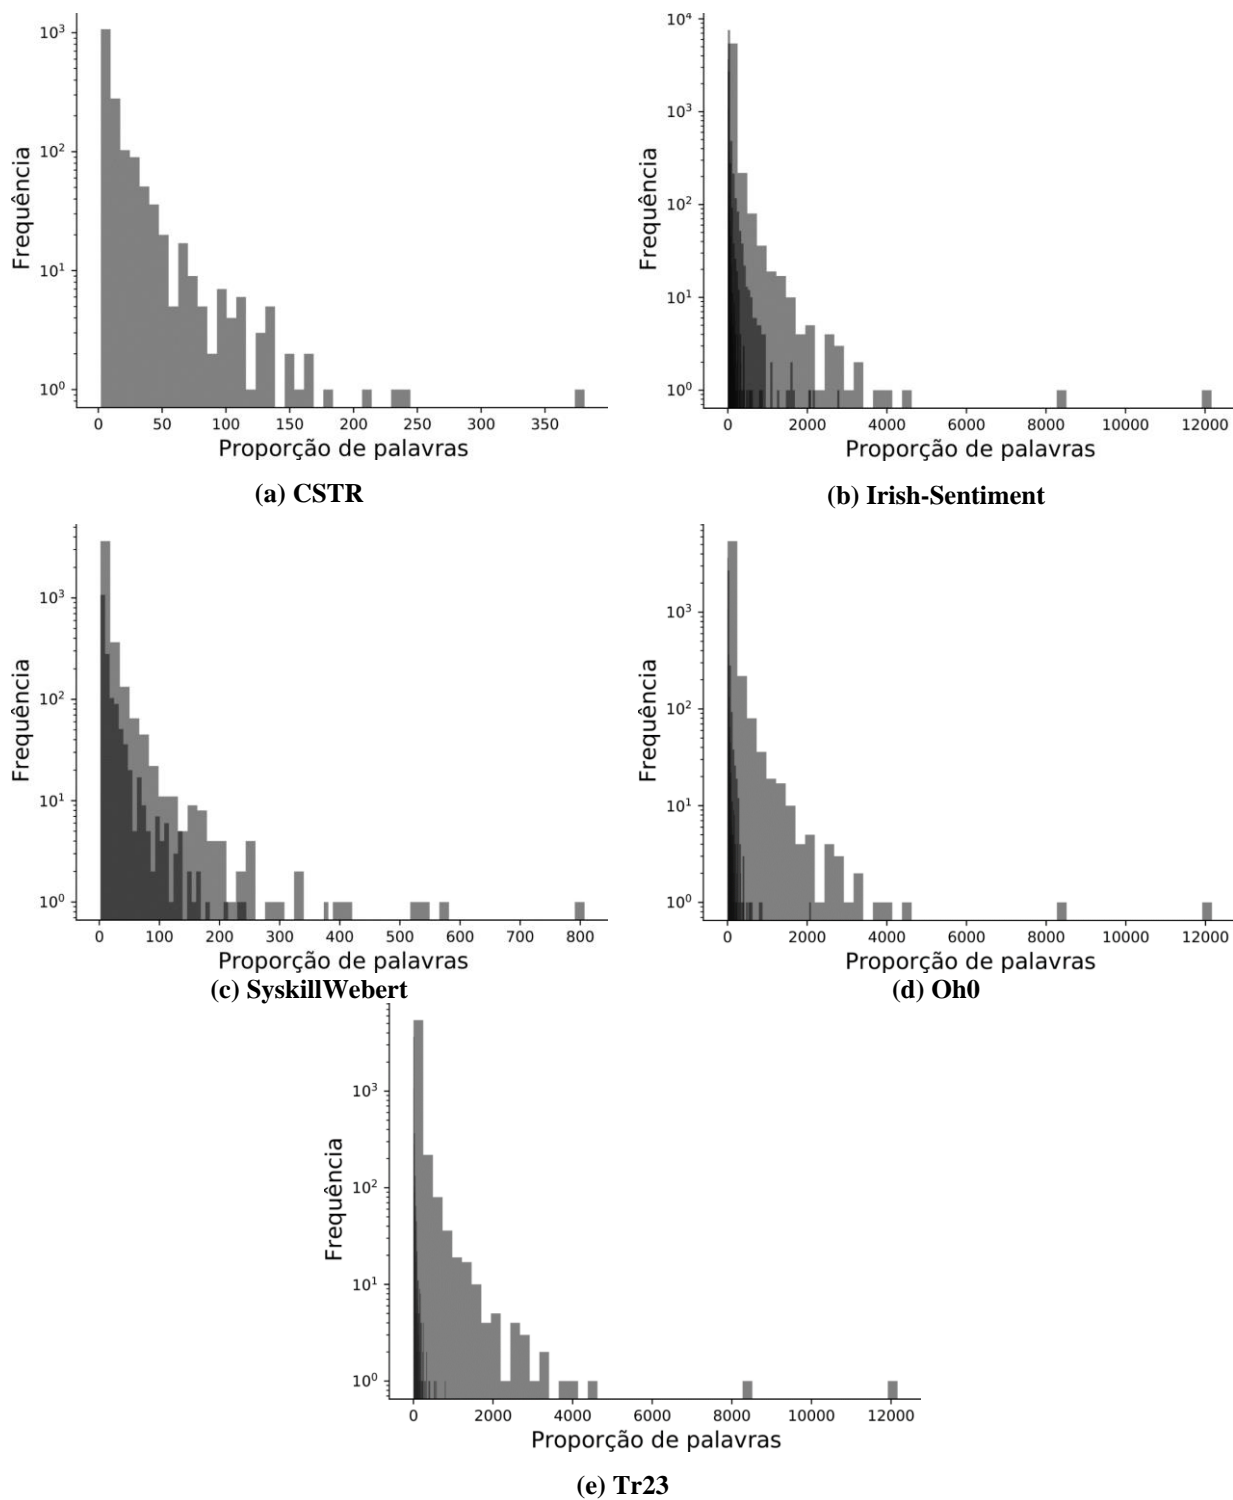 10³
10²
10¹
10⁰
Frequência
0 50 100 150 200 250 300 350
Proporção de palavras
(a) CSTR
10⁴
10³
10²
10¹
10⁰
Frequência
0 2000 4000 6000 8000 10000 12000
Proporção de palavras
(b) Irish-Sentiment
10³
10²
10¹
10⁰
Frequência
0 100 200 300 400 500 600 700 800
Proporção de palavras
(c) SyskillWebert
10³
10²
10¹
10⁰
Frequência
0 2000 4000 6000 8000 10000 12000
Proporção de palavras
(d) Oh0
10³
10²
10¹
10⁰
Frequência
0 2000 4000 6000 8000 10000 12000
Proporção de palavras
(e) Tr23